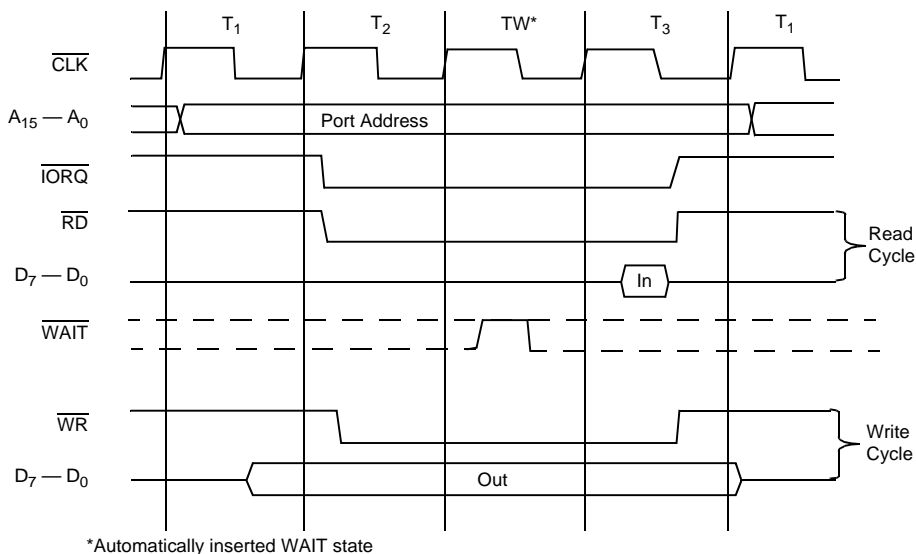 T₁ T₂ TW* T₃ T₁
CLK
A₁₅ — A₀ Port Address
IORQ
RD
Read
Cycle
D₇ — D₀ In
WAIT
WR
Write
Cycle
D₇ — D₀ Out
*Automatically inserted WAIT state